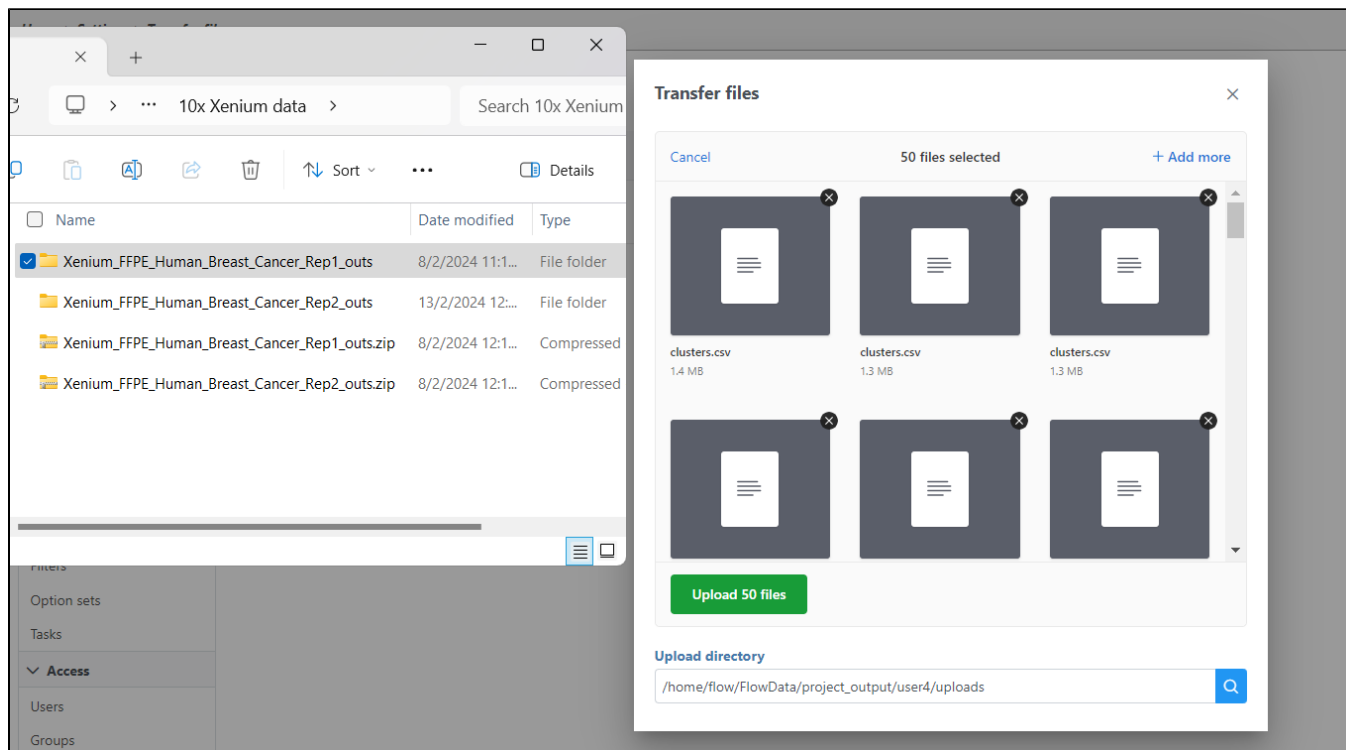 10x Xenium data
Search 10x Xenium
Sort
Details
Name
Date modified
Type
Xenium_FFPE_Human_Breast_Cancer_Rep1_outs
8/2/2024 11:1...
File folder
Xenium_FFPE_Human_Breast_Cancer_Rep2_outs
13/2/2024 12:...
File folder
Xenium_FFPE_Human_Breast_Cancer_Rep1_outs.zip
8/2/2024 12:1...
Compressed
Xenium_FFPE_Human_Breast_Cancer_Rep2_outs.zip
8/2/2024 12:1...
Compressed
Filters
Option sets
Tasks
Access
Users
Groups
Transfer files
Cancel
50 files selected
+ Add more
clusters.csv
1.4 MB
clusters.csv
1.3 MB
clusters.csv
1.3 MB
Upload 50 files
Upload directory
/home/flow/FlowData/project_output/user4/uploads